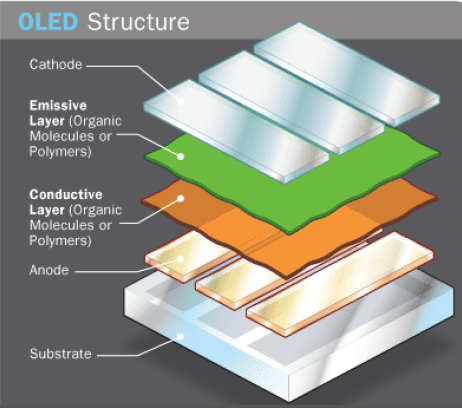 OLED Structure
Cathode
Emissive
Layer (Organic
Molecules or
Polymers)
Conductive
Layer (Organic
Molecules or
Polymers)
Anode
Substrate